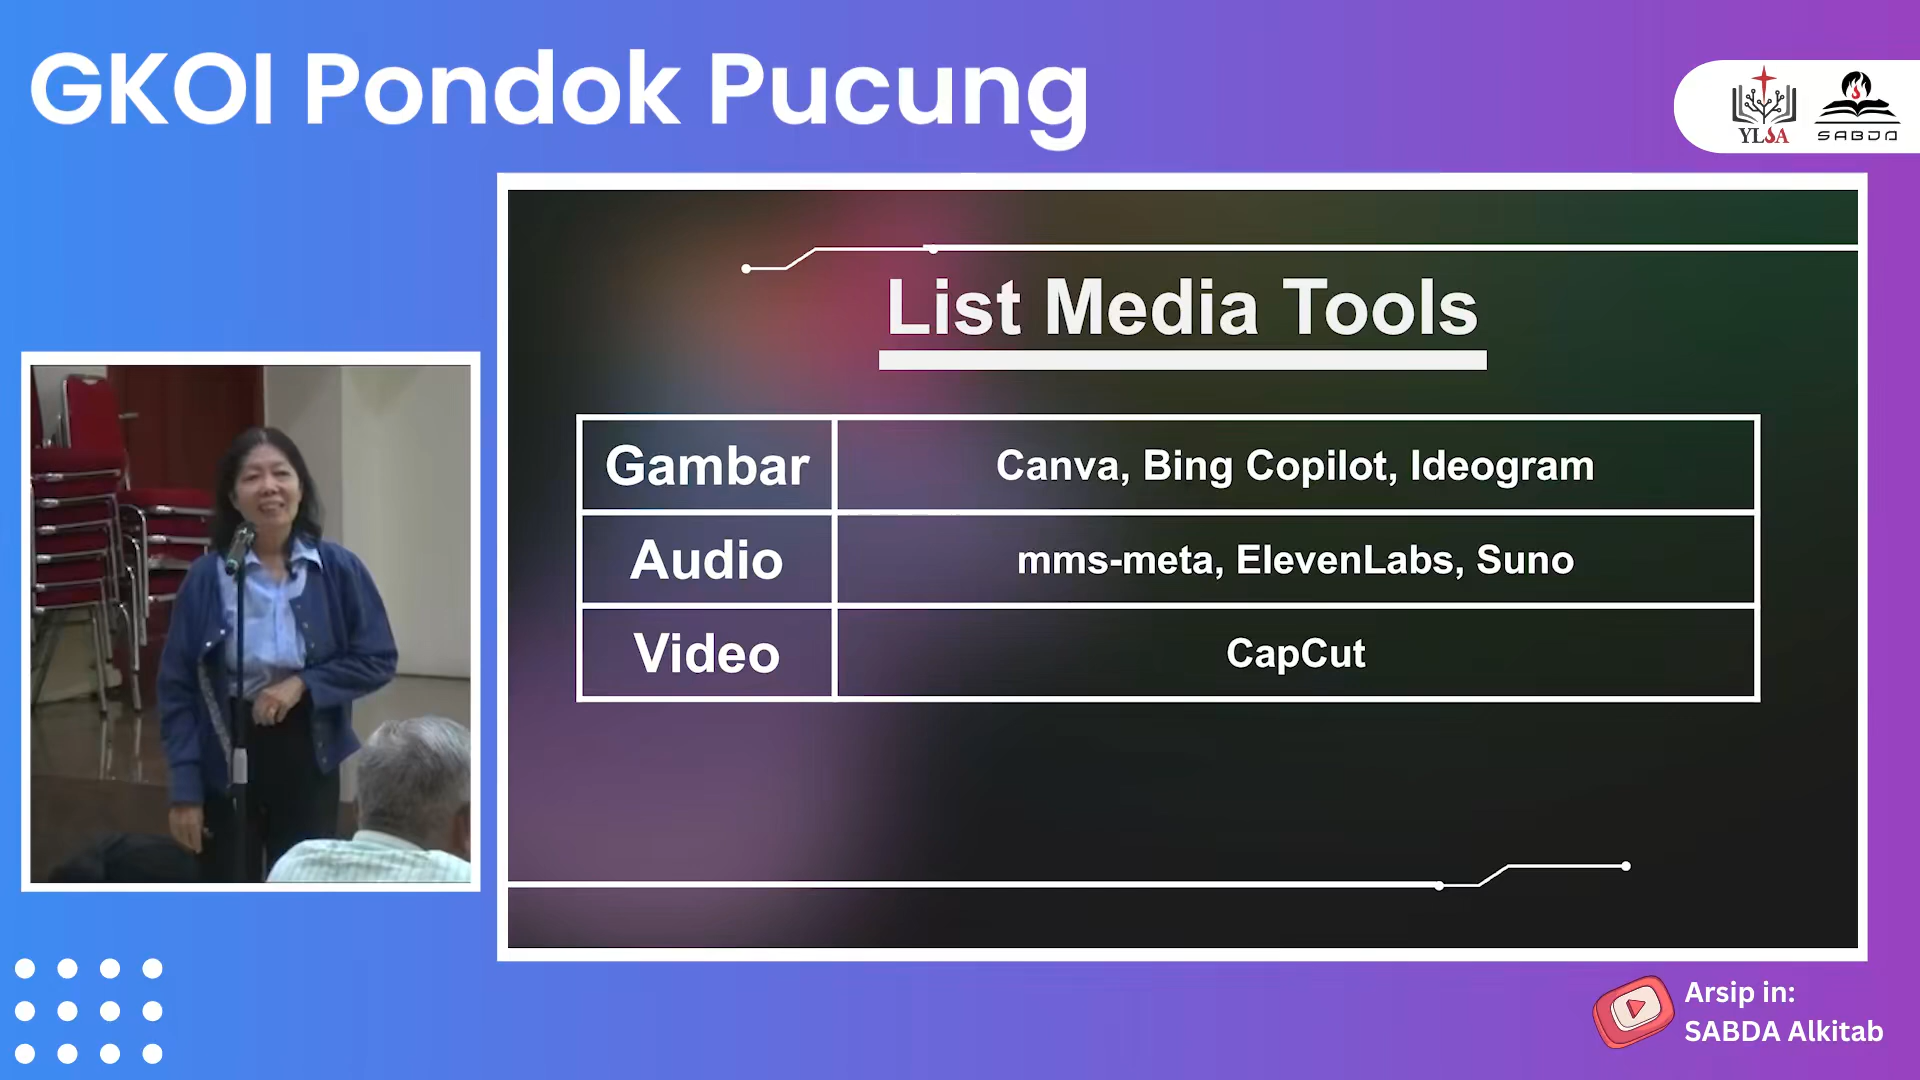 GKOI Pondok Pucung
YLSA
SABDA
List Media Tools
Gambar
Canva, Bing Copilot, Ideogram
Audio
mms-meta, ElevenLabs, Suno
Video
CapCut
Arsip in:
SABDA Alkitab